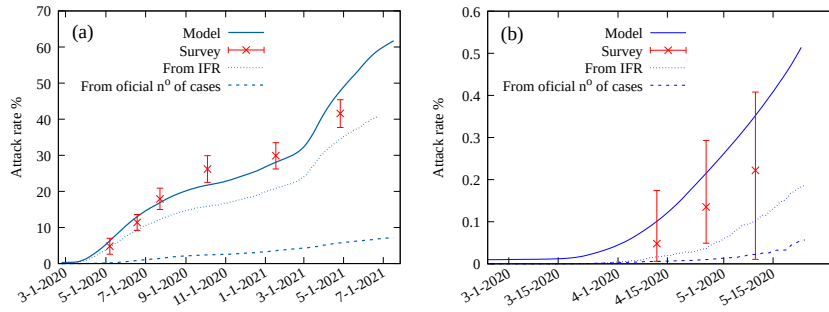 (a)
Model
Survey
From IFR
From oficial nº of cases
Attack rate %
70
60
50
40
30
20
10
0
3-1-2020
5-1-2020
7-1-2020
9-1-2020
11-1-2020
1-1-2021
3-1-2021
5-1-2021
7-1-2021
(b)
Model
Survey
From IFR
From oficial nº of cases
Attack rate %
0.6
0.5
0.4
0.3
0.2
0.1
0
3-1-2020
3-15-2020
4-1-2020
4-15-2020
5-1-2020
5-15-2020